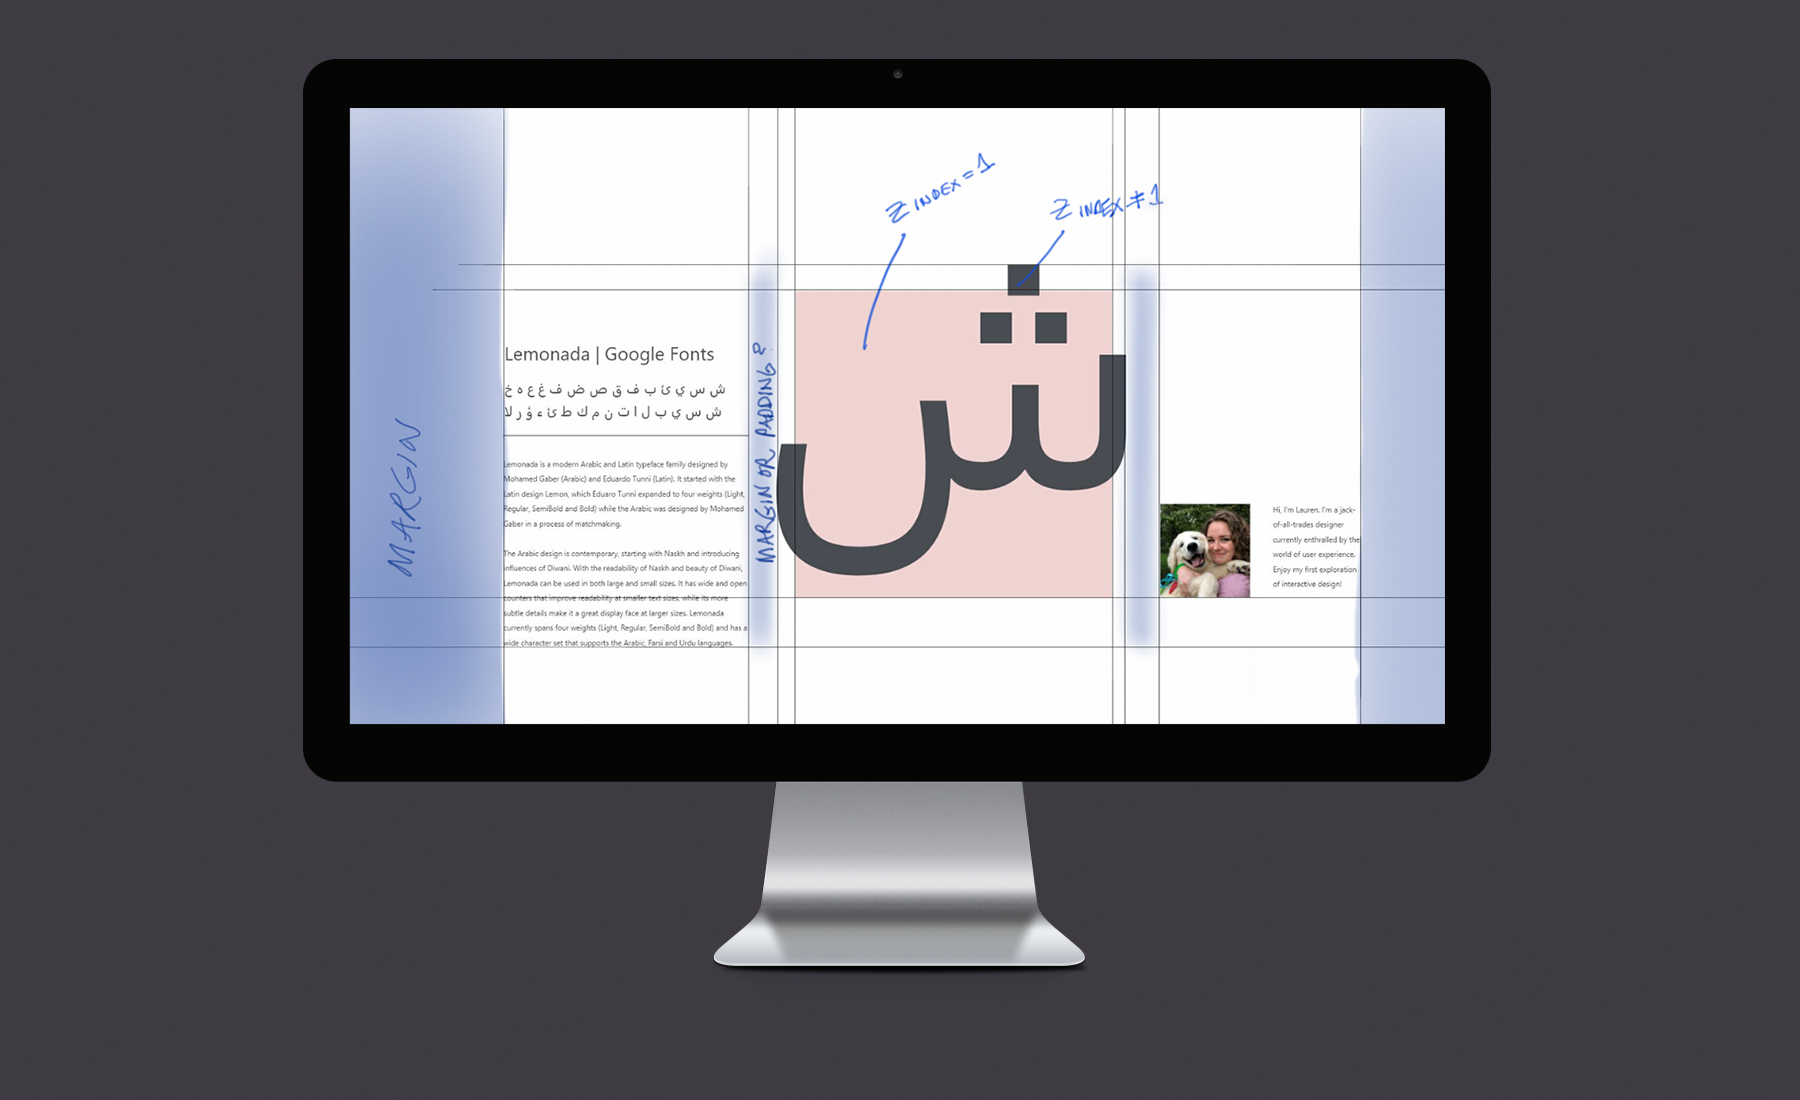 Z INDEX = 1
Z INDEX ≠ 1
ش
Lemonada | Google Fonts
ش س ي ئ ب ف ق ص ض ف غ ع ه خ
ش س ي ب ل ا ت ن م ك ط ئ ء ؤ ر لا
Lemonada is a modern Arabic and Latin typeface family designed by
Mohamed Gaber (Arabic) and Eduardo Tunni (Latin). It started with the
Latin design Lemon, which Eduaro Tunni expanded to four weights (Light,
Regular, SemiBold and Bold) while the Arabic was designed by Mohamed
Gaber in a process of matchmaking.
The Arabic design is contemporary, starting with Naskh and introducing
influences of Diwani. With the readability of Naskh and beauty of Diwani,
Lemonada can be used in both large and small sizes. It has wide and open
counters that improve readability at smaller text sizes, while its more
subtle details make it a great display face at larger sizes. Lemonada
currently spans four weights (Light, Regular, SemiBold and Bold) and has a
wide character set that supports the Arabic, Farsi and Urdu languages.
MARGIN
MARGIN OR PADDING?
Hi, I'm Lauren. I'm a jack-
of-all-trades designer
currently enthralled by the
world of user experience.
Enjoy my first exploration
of interactive design!